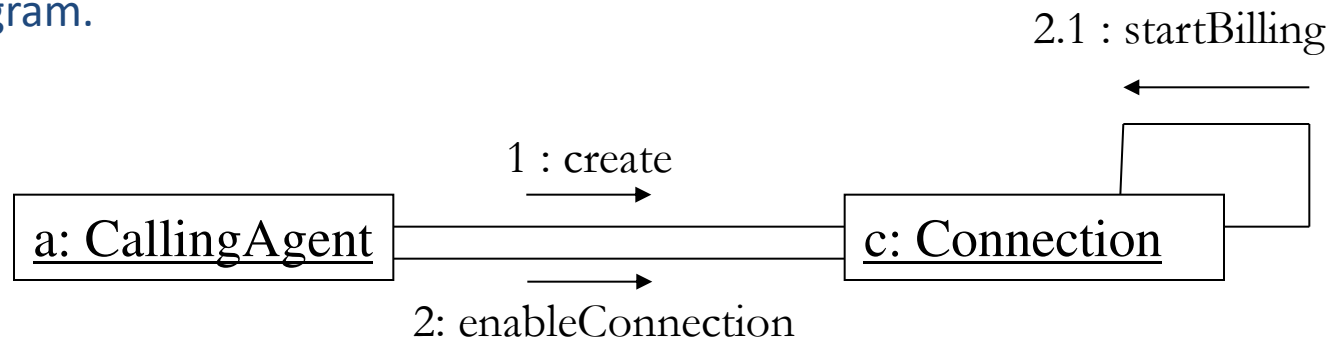 gram.
2.1 : startBilling
1 : create
a: CallingAgent
c: Connection
2: enableConnection